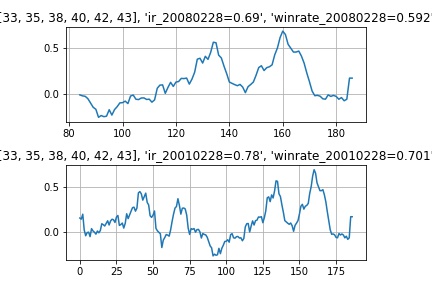 [33, 35, 38, 40, 42, 43], 'ir_20080228=0.69', 'winrate_20080228=0.592'
0.5
0.0
80 100 120 140 160 180
[33, 35, 38, 40, 42, 43], 'ir_20010228=0.78', 'winrate_20010228=0.701'
0.5
0.0
0 25 50 75 100 125 150 175